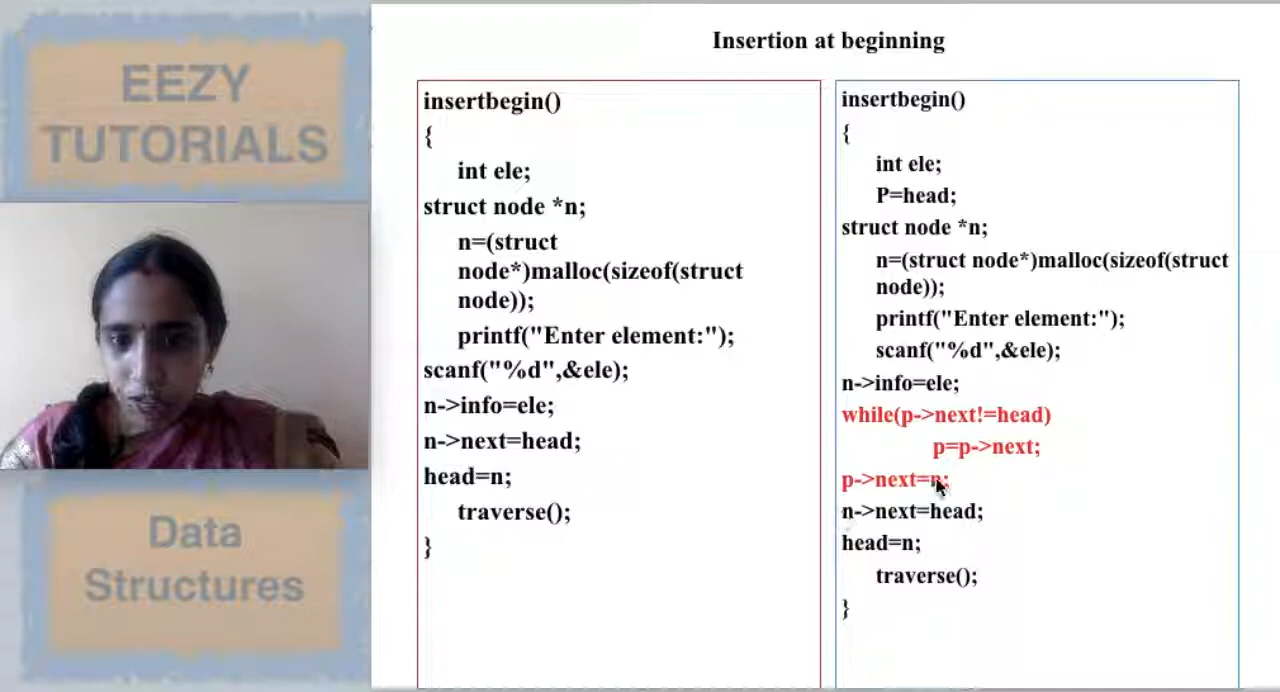 EEZY
TUTORIALS
Data
Structures
Insertion at beginning
insertbegin()
{
int ele;
struct node *n;
n=(struct
node*)malloc(sizeof(struct
node));
printf("Enter element:");
scanf("%d",&ele);
n->info=ele;
n->next=head;
head=n;
traverse();
}
insertbegin()
{
int ele;
P=head;
struct node *n;
n=(struct node*)malloc(sizeof(struct
node));
printf("Enter element:");
scanf("%d",&ele);
n->info=ele;
while(p->next!=head)
p=p->next;
p->next=n;
n->next=head;
head=n;
traverse();
}